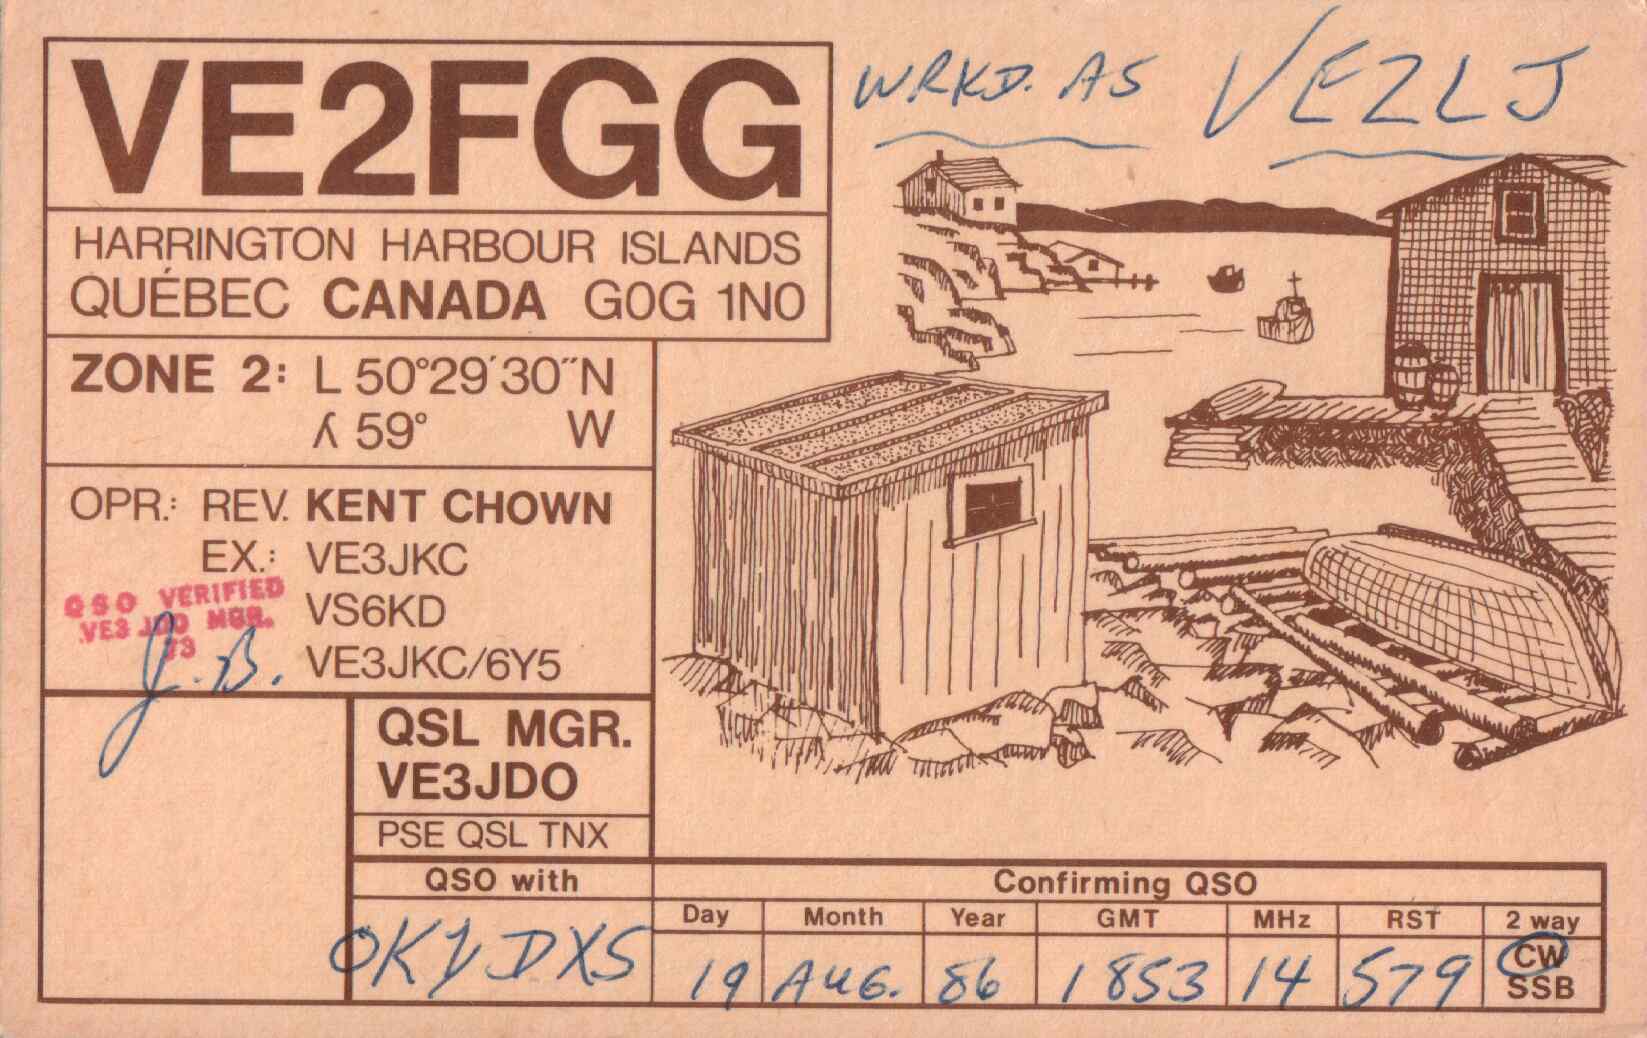 VE2FGG
WRKD. AS VE2LJ
HARRINGTON HARBOUR ISLANDS
QUÉBEC CANADA G0G 1N0
ZONE 2: L 50°29′30″N
λ 59° W
OPR.: REV. KENT CHOWN
EX.: VE3JKC
VS6KD
VE3JKC/6Y5
QSO VERIFIED
VE3 JDO MGR.
73
J.B.
QSL MGR.
VE3JDO
PSE QSL TNX
QSO with
Confirming QSO
Day Month Year GMT MHz RST 2 way
OK1DXS 19 AUG. 86 1853 14 579 CW
SSB